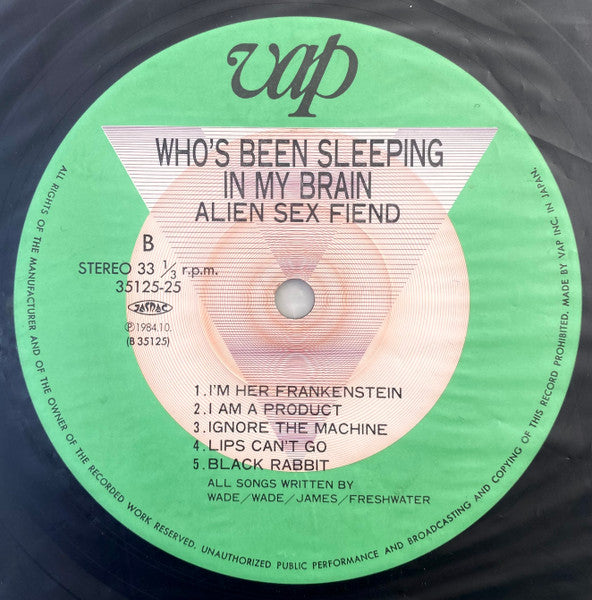 vap
WHO'S BEEN SLEEPING
IN MY BRAIN
ALIEN SEX FIEND
B
STEREO 33 1/3 r.p.m.
35125-25
JASRAC
Ⓟ1984.10.
(B 35125)
1.I'M HER FRANKENSTEIN
2.I AM A PRODUCT
3.IGNORE THE MACHINE
4.LIPS CAN'T GO
5.BLACK RABBIT
ALL SONGS WRITTEN BY
WADE/WADE/JAMES/FRESHWATER
ALL RIGHTS OF THE MANUFACTURER AND OF THE OWNER OF THE RECORDED WORK RESERVED. UNAUTHORIZED PUBLIC PERFORMANCE AND BROADCASTING AND COPYING OF THIS RECORD PROHIBITED. MADE BY VAP INC. IN JAPAN.